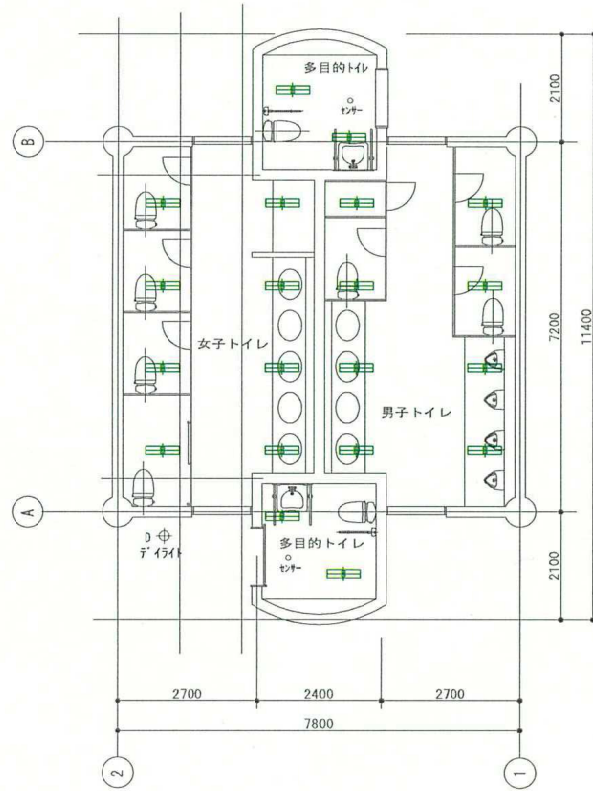 多目的トイレ
センサー
2100
B
女子トイレ
男子トイレ
7200
11400
A
デイライト
多目的トイレ
センサー
2100
2700
2400
2700
7800
2
1